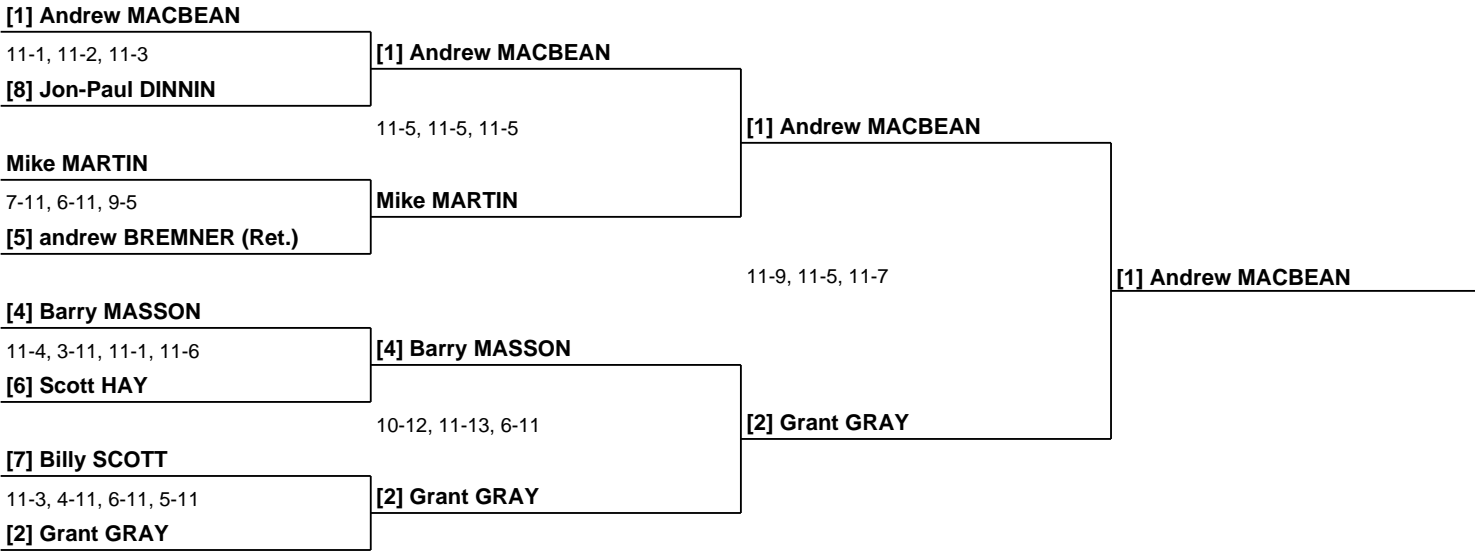 [1] Andrew MACBEAN
11-1, 11-2, 11-3
[8] Jon-Paul DINNIN
Mike MARTIN
7-11, 6-11, 9-5
[5] andrew BREMNER (Ret.)
[4] Barry MASSON
11-4, 3-11, 11-1, 11-6
[6] Scott HAY
[7] Billy SCOTT
11-3, 4-11, 6-11, 5-11
[2] Grant GRAY
[1] Andrew MACBEAN
11-5, 11-5, 11-5
Mike MARTIN
[4] Barry MASSON
10-12, 11-13, 6-11
[2] Grant GRAY
[1] Andrew MACBEAN
11-9, 11-5, 11-7
[2] Grant GRAY
[1] Andrew MACBEAN